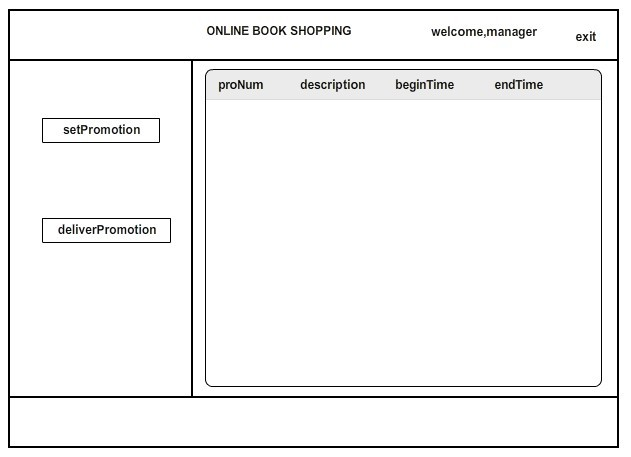 ONLINE BOOK SHOPPING
welcome,manager
exit
proNum description beginTime endTime
setPromotion
deliverPromotion